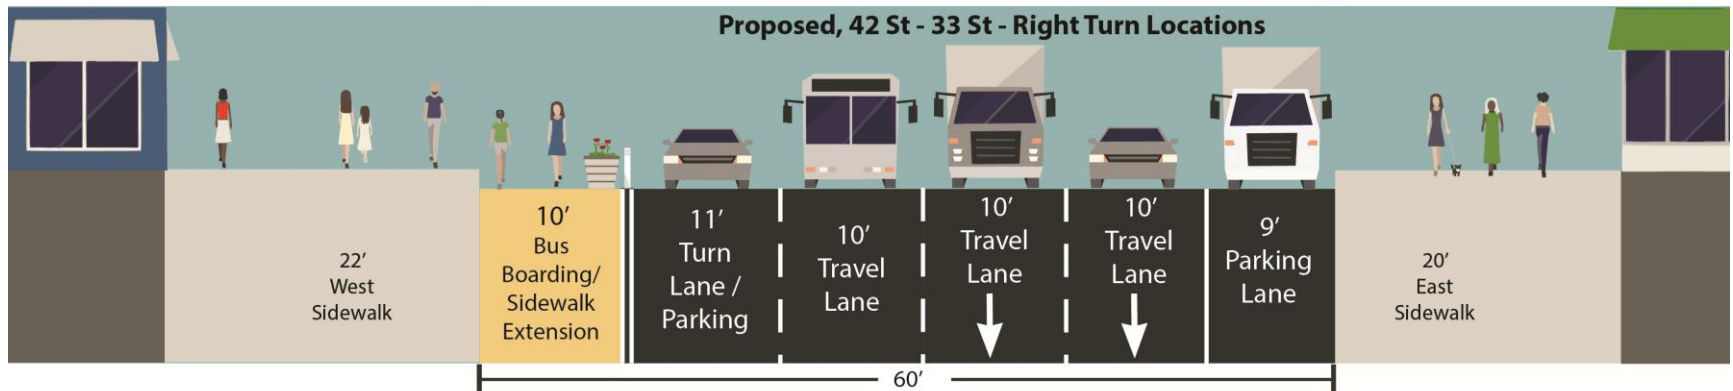 Proposed, 42 St - 33 St - Right Turn Locations
22’
West
Sidewalk
10’
Bus
Boarding/
Sidewalk
Extension
11’
Turn
Lane /
Parking
10’
Travel
Lane
10’
Travel
Lane
10’
Travel
Lane
9’
Parking
Lane
20’
East
Sidewalk
60’